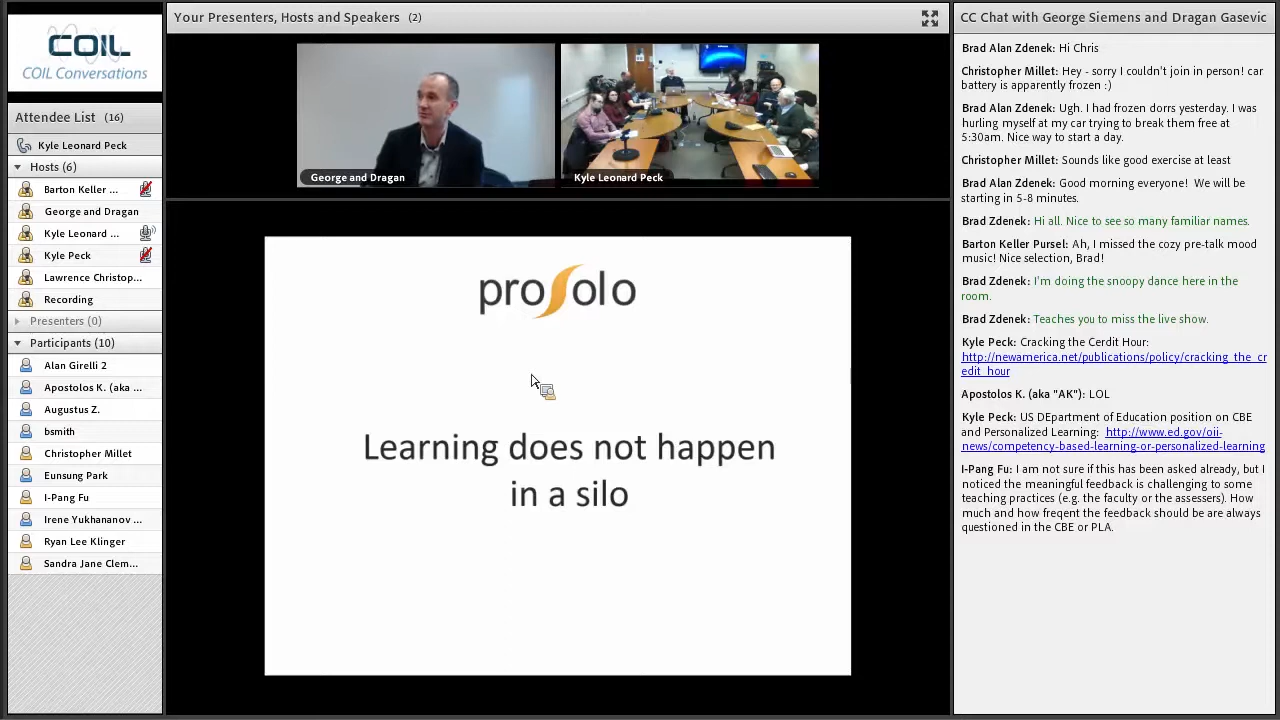 COIL
COIL Conversations
Attendee List (16)
Kyle Leonard Peck
Hosts (6)
Barton Keller ...
George and Dragan
Kyle Leonard ...
Kyle Peck
Lawrence Christop...
Recording
Presenters (0)
Participants (10)
Alan Girelli 2
Apostolos K. (aka ...
Augustus Z.
bsmith
Christopher Millet
Eunsung Park
I-Pang Fu
Irene Yukhananov ...
Ryan Lee Klinger
Sandra Jane Clem...
Your Presenters, Hosts and Speakers (2)
George and Dragan
Kyle Leonard Peck
proSolo
Learning does not happen
in a silo
CC Chat with George Siemens and Dragan Gasevic
Brad Alan Zdenek: Hi Chris
Christopher Millet: Hey - sorry I couldn't join in person! car
battery is apparently frozen :)
Brad Alan Zdenek: Ugh. I had frozen dorrs yesterday. I was
hurling myself at my car trying to break them free at
5:30am. Nice way to start a day.
Christopher Millet: Sounds like good exercise at least
Brad Alan Zdenek: Good morning everyone! We will be
starting in 5-8 minutes.
Brad Zdenek: Hi all. Nice to see so many familiar names.
Barton Keller Pursel: Ah, I missed the cozy pre-talk mood
music! Nice selection, Brad!
Brad Zdenek: I'm doing the snoopy dance here in the
room.
Brad Zdenek: Teaches you to miss the live show.
Kyle Peck: Cracking the Cerdit Hour:
http://newamerica.net/publications/policy/cracking_the_cr
edit_hour
Apostolos K. (aka "AK"): LOL
Kyle Peck: US DEpartment of Education position on CBE
and Personalized Learning: http://www.ed.gov/oii-
news/competency-based-learning-or-personalized-learning
I-Pang Fu: I am not sure if this has been asked already, but I
noticed the meaningful feedback is challenging to some
teaching practices (e.g. the faculty or the assessers). How
much and how freqent the feedback should be are always
questioned in the CBE or PLA.